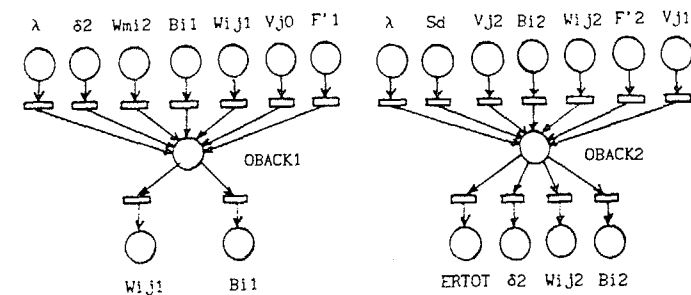 λ δ2 Wmi2 Bi1 Wij1 Vj0 F'1
λ Sd Vj2 Bi2 Wij2 F'2 Vj1
OBACK1
OBACK2
Wij1 Bi1
ERTOT δ2 Wij2 Bi2